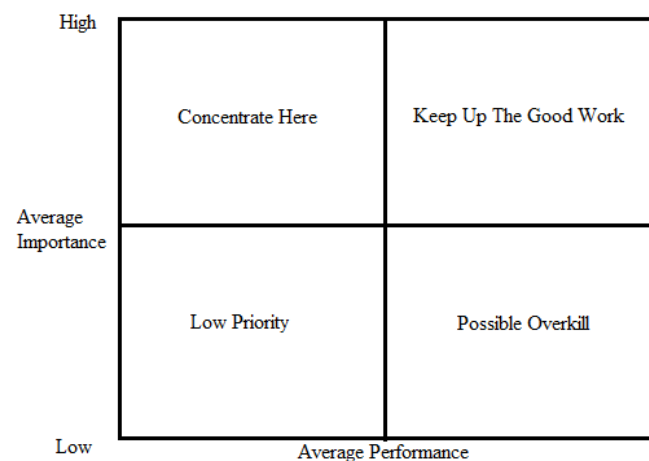 High
Concentrate Here
Keep Up The Good Work
Average
Importance
Low Priority
Possible Overkill
Low
Average Performance